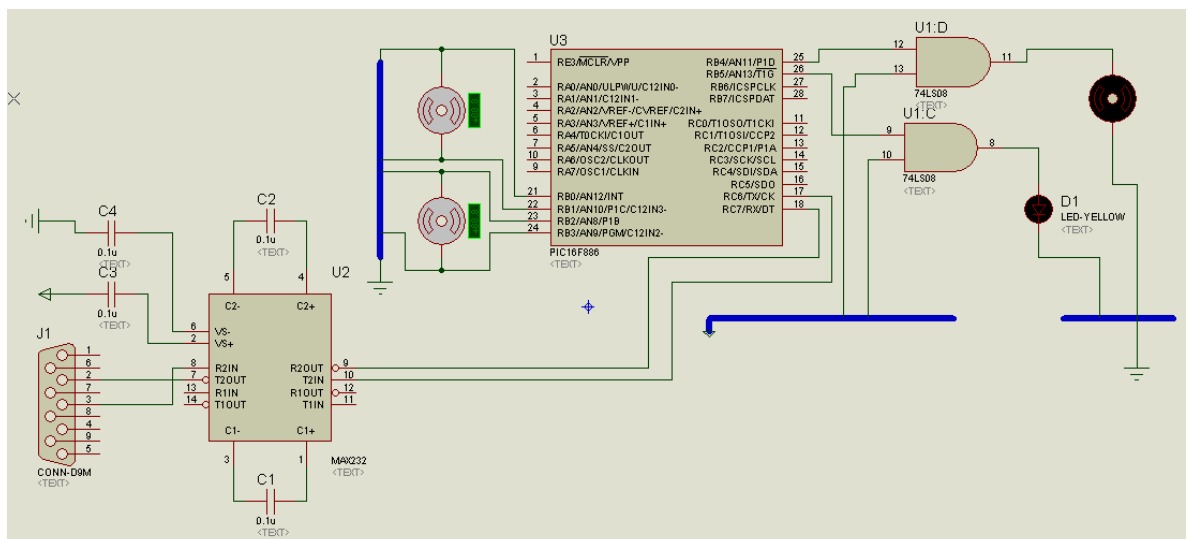 U3
1 RE3/MCLR/VPP
2 RA0/AN0/ULPWU/C12IN0-
3 RA1/AN1/C12IN1-
4 RA2/AN2/VREF-/CVREF/C2IN+
5 RA3/AN3/VREF+/C1IN+
6 RA4/T0CKI/C1OUT
7 RA5/AN4/SS/C2OUT
10 RA6/OSC2/CLKOUT
9 RA7/OSC1/CLKIN
21 RB0/AN12/INT
22 RB1/AN10/P1C/C12IN3-
23 RB2/AN8/P1B
24 RB3/AN9/PGM/C12IN2-
RB4/AN11/P1D 25
RB5/AN13/T1G 26
RB6/ICSPCLK 27
RB7/ICSPDAT 28
RC0/T1OSO/T1CKI 11
RC1/T1OSI/CCP2 12
RC2/CCP1/P1A 13
RC3/SCK/SCL 14
RC4/SDI/SDA 15
RC5/SDO 16
RC6/TX/CK 17
RC7/RX/DT 18
PIC16F886
<TEXT>
U1:D
12
13
11
74LS08
<TEXT>
U1:C
9
10
8
74LS08
<TEXT>
D1
LED-YELLOW
<TEXT>
C4
0.1u
<TEXT>
C3
0.1u
<TEXT>
C2
0.1u
<TEXT>
U2
5 4
C2- C2+
6 VS-
2 VS+
8 R2IN
7 T2OUT
13 R1IN
14 T1OUT
R2OUT 9
T2IN 10
R1OUT 12
T1IN 11
C1- C1+
3 1
MAX232
<TEXT>
C1
0.1u
<TEXT>
J1
1
6
2
7
3
8
4
9
5
CONN-D9M
<TEXT>